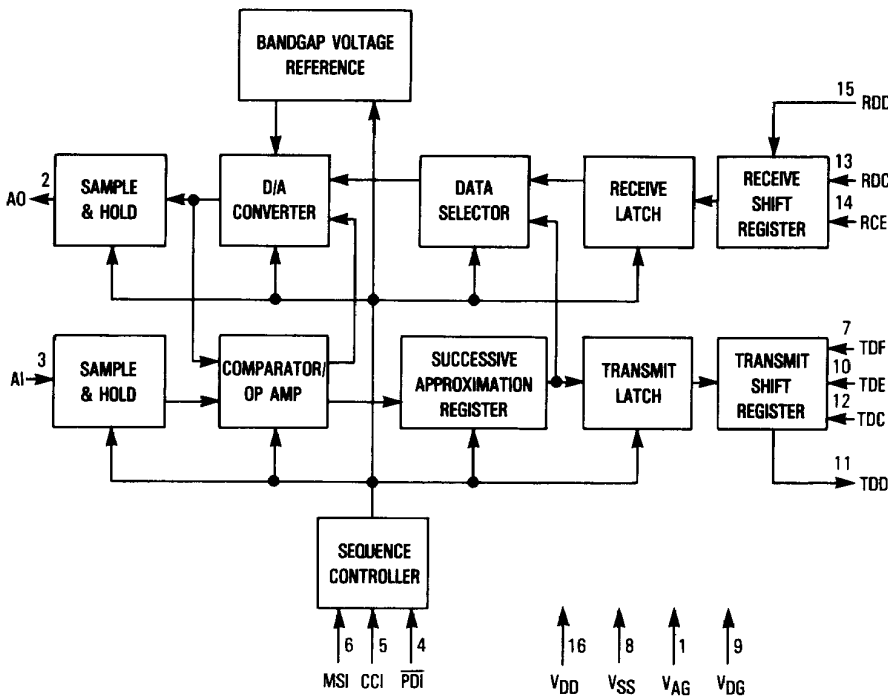 BANDGAP VOLTAGE
REFERENCE
15
RDD
2
AO
SAMPLE
& HOLD
D/A
CONVERTER
DATA
SELECTOR
RECEIVE
LATCH
RECEIVE
SHIFT
REGISTER
13
RDC
14
RCE
3
AI
SAMPLE
& HOLD
COMPARATOR/
OP AMP
SUCCESSIVE
APPROXIMATION
REGISTER
TRANSMIT
LATCH
TRANSMIT
SHIFT
REGISTER
7
TDF
10
TDE
12
TDC
11
TDD
SEQUENCE
CONTROLLER
6 5 4
MSI CCI P̅D̅I̅
16 8 1 9
VDD VSS VAG VDG